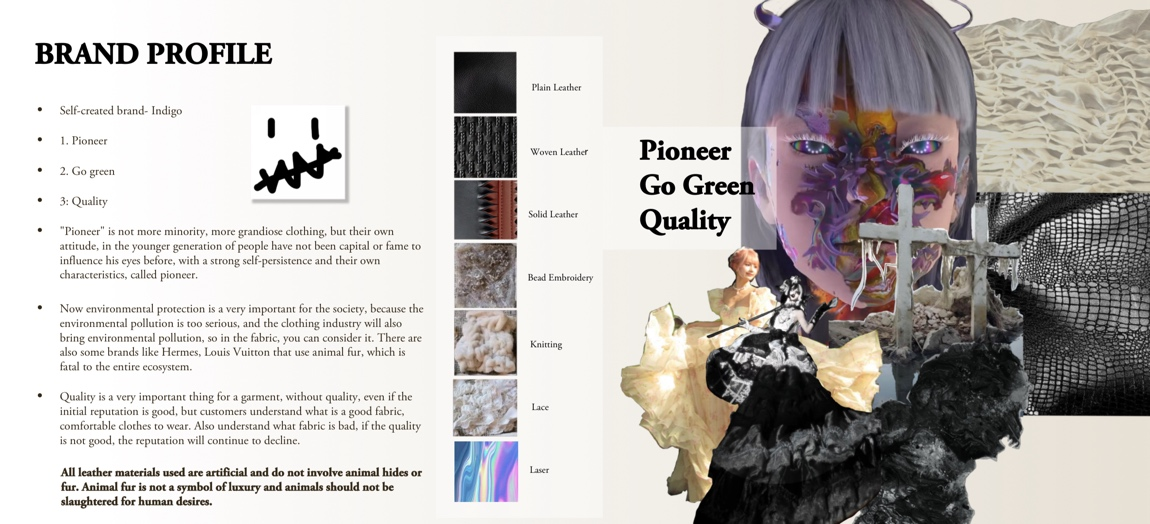 BRAND PROFILE
• Self-created brand- Indigo
• 1. Pioneer
• 2. Go green
• 3: Quality
• "Pioneer" is not more minority, more grandiose clothing, but their own
attitude, in the younger generation of people have not been capital or fame to
influence his eyes before, with a strong self-persistence and their own
characteristics, called pioneer.
• Now environmental protection is a very important for the society, because the
environmental pollution is too serious, and the clothing industry will also
bring environmental pollution, so in the fabric, you can consider it. There are
also some brands like Hermes, Louis Vuitton that use animal fur, which is
fatal to the entire ecosystem.
• Quality is a very important thing for a garment, without quality, even if the
initial reputation is good, but customers understand what is a good fabric,
comfortable clothes to wear. Also understand what fabric is bad, if the quality
is not good, the reputation will continue to decline.
All leather materials used are artificial and do not involve animal hides or
fur. Animal fur is not a symbol of luxury and animals should not be
slaughtered for human desires.
Plain Leather
Woven Leather
Solid Leather
Bead Embroidery
Knitting
Lace
Laser
Pioneer
Go Green
Quality